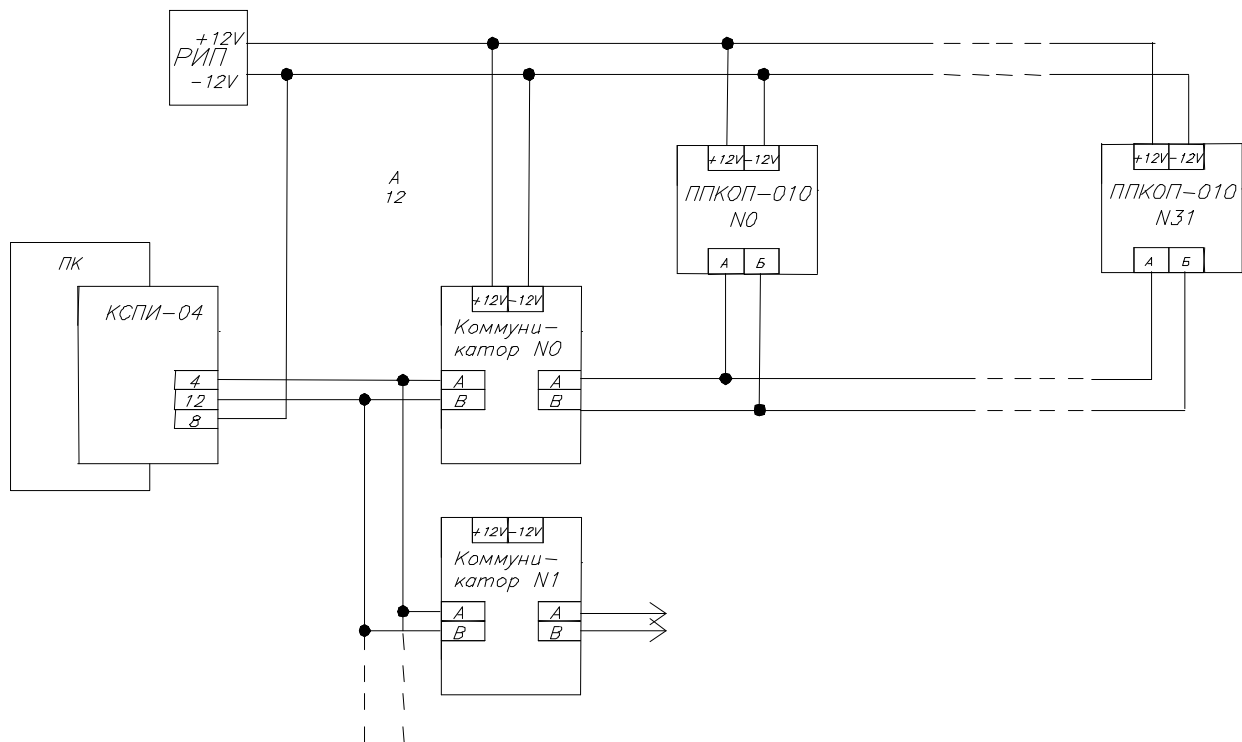 +12V
РИП
-12V
+12V -12V
ППКОП-010
N0
А Б
+12V -12V
ППКОП-010
N31
А Б
А
12
ПК
КСПИ-04
4
12
8
+12V -12V
Коммуни-
катор N0
А А
В В
+12V -12V
Коммуни-
катор N1
А А
В В